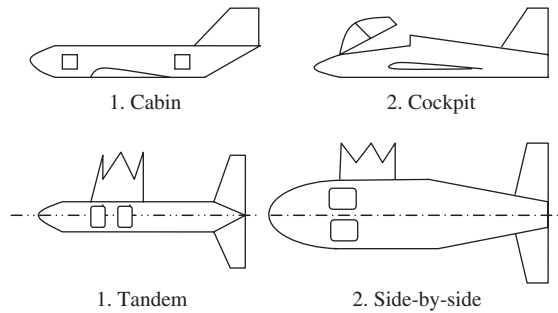 1. Cabin
2. Cockpit
1. Tandem
2. Side-by-side